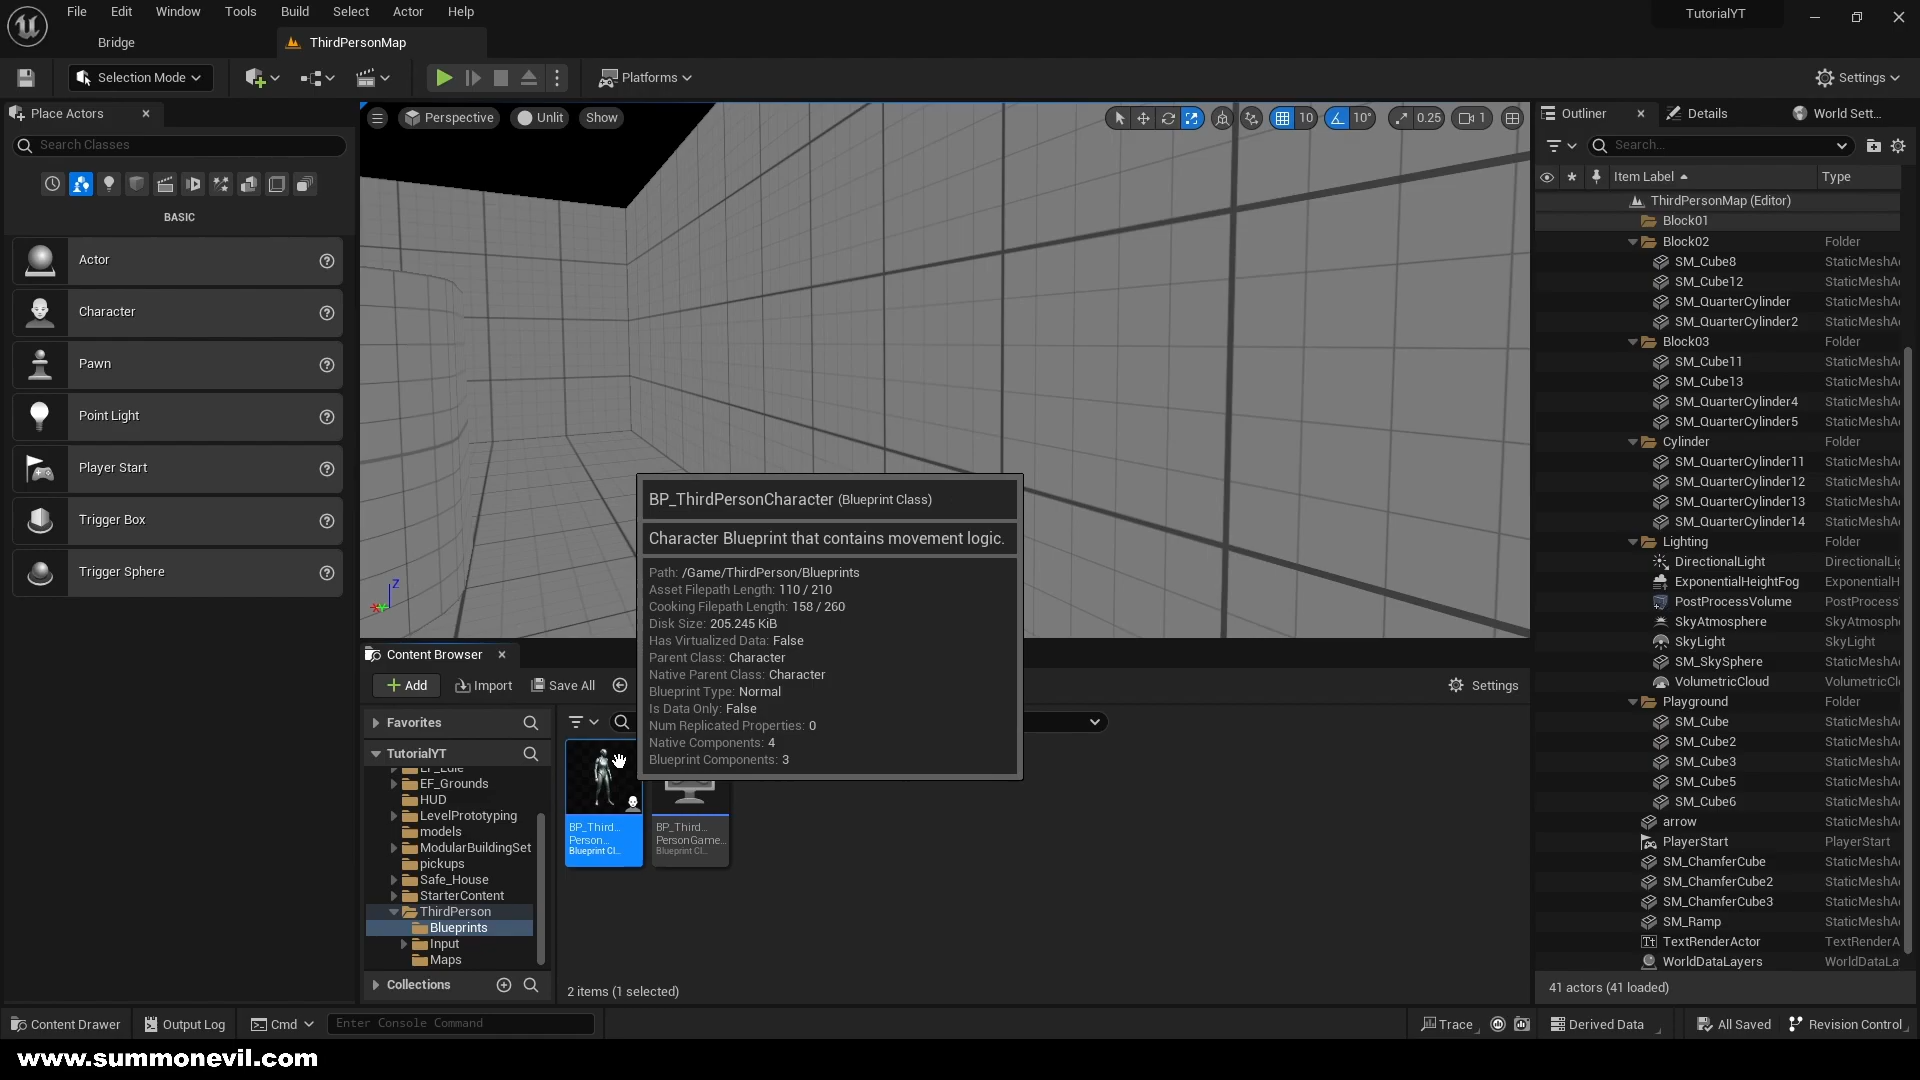 File Edit Window Tools Build Select Actor Help
TutorialYT
Bridge
ThirdPersonMap
Selection Mode
Platforms
Settings
Place Actors
Search Classes
BASIC
Actor
Character
Pawn
Point Light
Player Start
Trigger Box
Trigger Sphere
Perspective
Unlit
Show
10
10°
0.25
1
Z
BP_ThirdPersonCharacter (Blueprint Class)
Character Blueprint that contains movement logic.
Path: /Game/ThirdPerson/Blueprints
Asset Filepath Length: 110 / 210
Cooking Filepath Length: 158 / 260
Disk Size: 205.245 KiB
Has Virtualized Data: False
Parent Class: Character
Native Parent Class: Character
Blueprint Type: Normal
Is Data Only: False
Num Replicated Properties: 0
Native Components: 4
Blueprint Components: 3
Content Browser
Add
Import
Save All
Settings
Favorites
TutorialYT
EF_Grounds
HUD
LevelPrototyping
models
ModularBuildingSet
pickups
Safe_House
StarterContent
ThirdPerson
Blueprints
Input
Maps
Collections
BP_Third...
Person...
Blueprint Cl...
BP_Third...
PersonGame...
Blueprint Cl...
2 items (1 selected)
Outliner
Details
World Sett...
Search...
Item Label
Type
ThirdPersonMap (Editor)
Block01
Block02 Folder
SM_Cube8 StaticMeshA
SM_Cube12 StaticMeshA
SM_QuarterCylinder StaticMeshA
SM_QuarterCylinder2 StaticMeshA
Block03 Folder
SM_Cube11 StaticMeshA
SM_Cube13 StaticMeshA
SM_QuarterCylinder4 StaticMeshA
SM_QuarterCylinder5 StaticMeshA
Cylinder Folder
SM_QuarterCylinder11 StaticMeshA
SM_QuarterCylinder12 StaticMeshA
SM_QuarterCylinder13 StaticMeshA
SM_QuarterCylinder14 StaticMeshA
Lighting Folder
DirectionalLight DirectionalLi
ExponentialHeightFog ExponentialH
PostProcessVolume PostProcess
SkyAtmosphere SkyAtmosph
SkyLight SkyLight
SM_SkySphere StaticMeshA
VolumetricCloud VolumetricCl
Playground Folder
SM_Cube StaticMeshA
SM_Cube2 StaticMeshA
SM_Cube3 StaticMeshA
SM_Cube5 StaticMeshA
SM_Cube6 StaticMeshA
arrow StaticMeshA
PlayerStart PlayerStart
SM_ChamferCube StaticMeshA
SM_ChamferCube2 StaticMeshA
SM_ChamferCube3 StaticMeshA
SM_Ramp StaticMeshA
TextRenderActor TextRenderA
WorldDataLayers WorldDataLa
41 actors (41 loaded)
Content Drawer
Output Log
Cmd
Enter Console Command
Trace
Derived Data
All Saved
Revision Control
www.summonevil.com